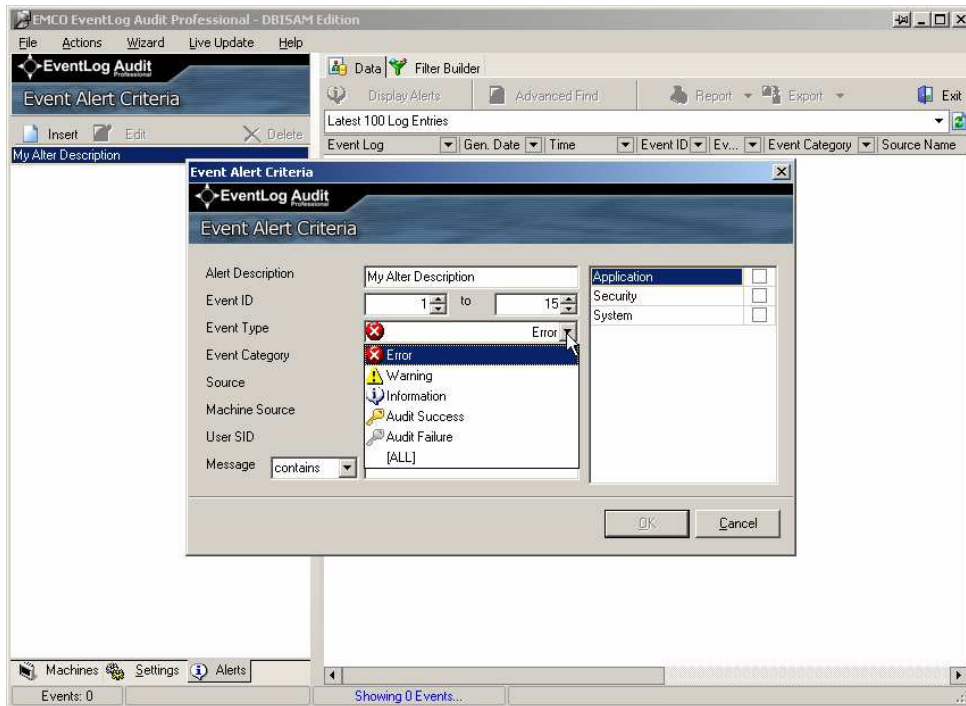 EMCO EventLog Audit Professional - DBISAM Edition
File Actions Wizard Live Update Help
EventLog Audit
Professional
Event Alert Criteria
Insert Edit Delete
My Alter Description
Data Filter Builder
Display Alerts Advanced Find Report Export Exit
Latest 100 Log Entries
Event Log Gen. Date Time Event ID Ev... Event Category Source Name
Event Alert Criteria
EventLog Audit
Professional
Event Alert Criteria
Alert Description My Alter Description
Event ID 1 to 15
Event Type Error
Event Category
Source
Machine Source
User SID
Message contains
Error
Warning
Information
Audit Success
Audit Failure
[ALL]
Application
Security
System
OK Cancel
Machines Settings Alerts
Events: 0 Showing 0 Events...